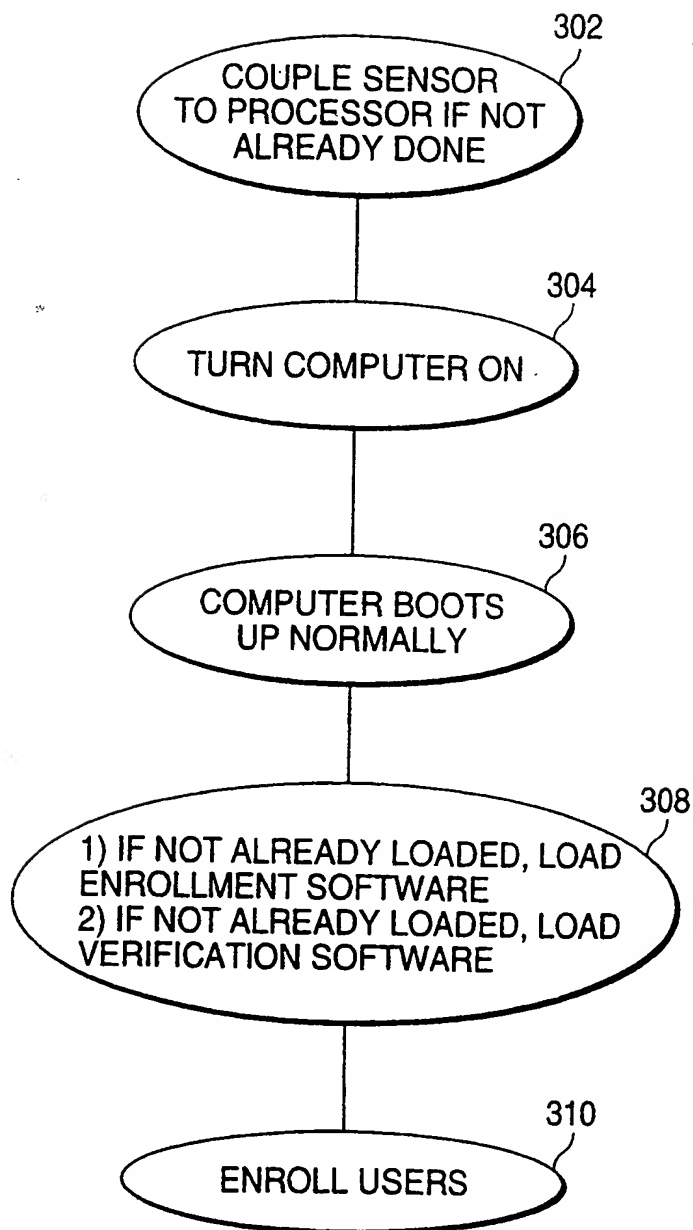 302
COUPLE SENSOR
TO PROCESSOR IF NOT
ALREADY DONE
304
TURN COMPUTER ON
306
COMPUTER BOOTS
UP NORMALLY
308
1) IF NOT ALREADY LOADED, LOAD
ENROLLMENT SOFTWARE
2) IF NOT ALREADY LOADED, LOAD
VERIFICATION SOFTWARE
310
ENROLL USERS